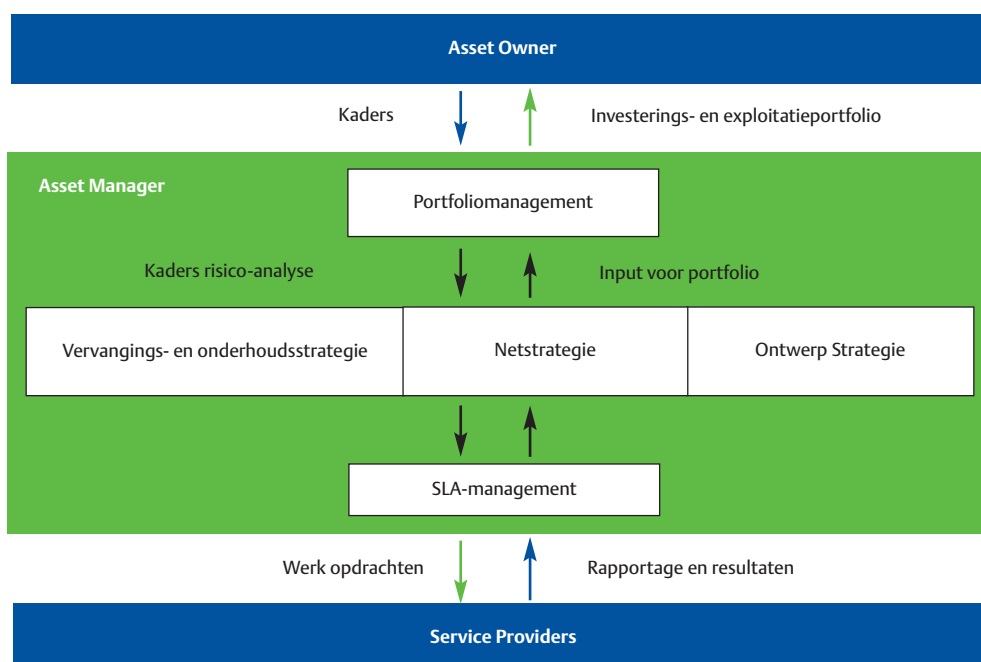 Asset Owner
Kaders
Investerings- en exploitatieportfolio
Asset Manager
Portfoliomanagement
Kaders risico-analyse
Input voor portfolio
Vervangings- en onderhoudsstrategie
Netstrategie
Ontwerp Strategie
SLA-management
Werk opdrachten
Rapportage en resultaten
Service Providers